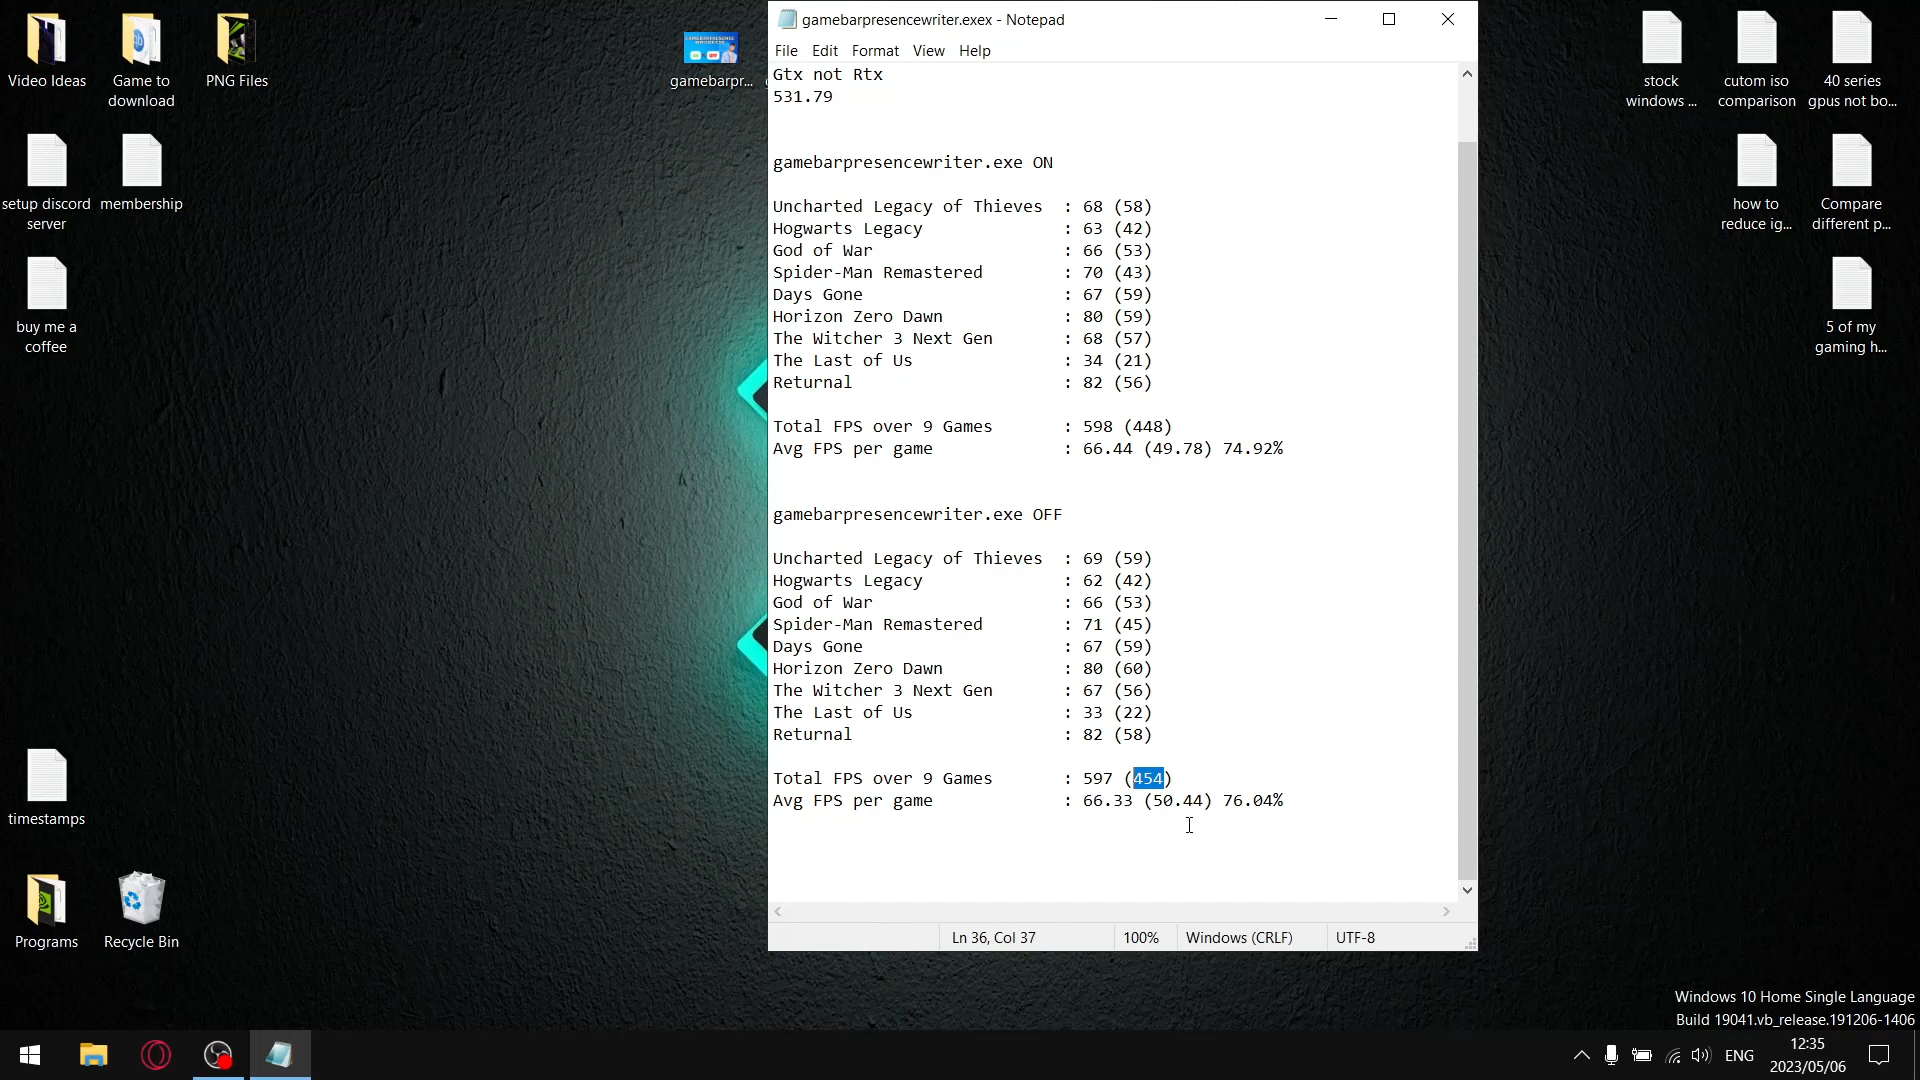 gamebarpresencewriter.exex - Notepad
File Edit Format View Help
Gtx not Rtx
531.79
gamebarpresencewriter.exe ON
Uncharted Legacy of Thieves : 68 (58)
Hogwarts Legacy : 63 (42)
God of War : 66 (53)
Spider-Man Remastered : 70 (43)
Days Gone : 67 (59)
Horizon Zero Dawn : 80 (59)
The Witcher 3 Next Gen : 68 (57)
The Last of Us : 34 (21)
Returnal : 82 (56)
Total FPS over 9 Games : 598 (448)
Avg FPS per game : 66.44 (49.78) 74.92%
gamebarpresencewriter.exe OFF
Uncharted Legacy of Thieves : 69 (59)
Hogwarts Legacy : 62 (42)
God of War : 66 (53)
Spider-Man Remastered : 71 (45)
Days Gone : 67 (59)
Horizon Zero Dawn : 80 (60)
The Witcher 3 Next Gen : 67 (56)
The Last of Us : 33 (22)
Returnal : 82 (58)
Total FPS over 9 Games : 597 (454)
Avg FPS per game : 66.33 (50.44) 76.04%
Ln 36, Col 37 100% Windows (CRLF) UTF-8
Video Ideas
Game to
download
PNG Files
setup discord
server
membership
buy me a
coffee
timestamps
Programs
Recycle Bin
gamebarpr...
stock
windows ...
cutom iso
comparison
40 series
gpus not bo...
how to
reduce ig...
Compare
different p...
5 of my
gaming h...
Windows 10 Home Single Language
Build 19041.vb_release.191206-1406
ENG
12:35
2023/05/06